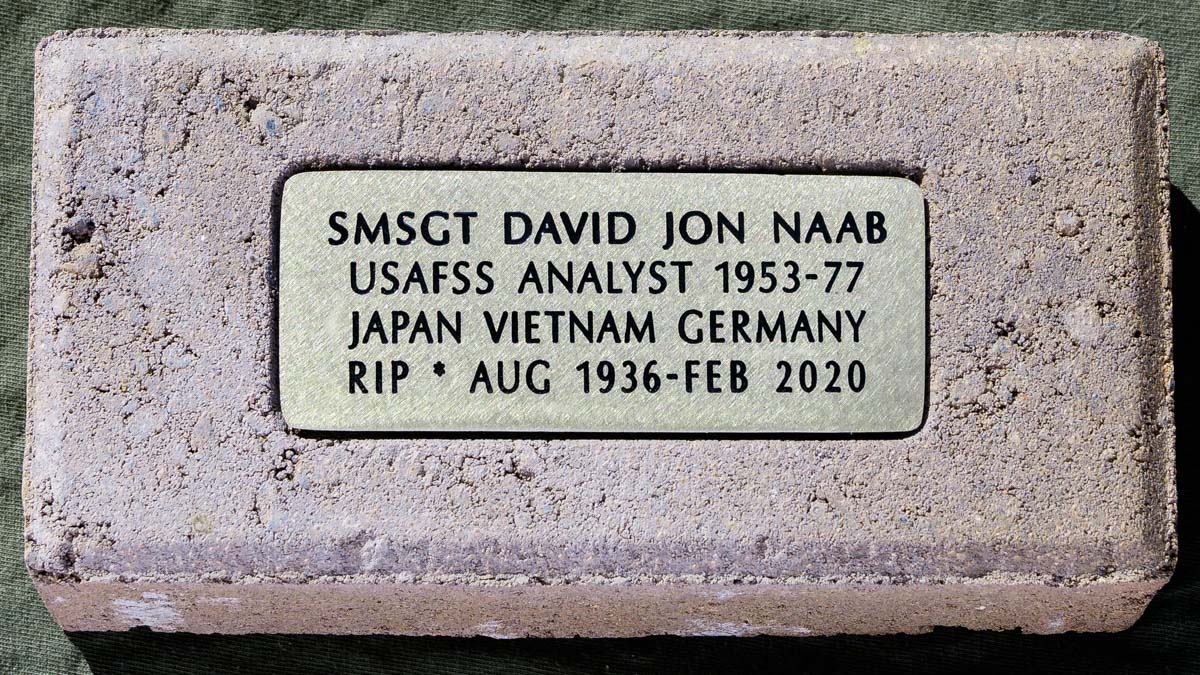 SMSGT DAVID JON NAAB
USAFSS ANALYST 1953-77
JAPAN VIETNAM GERMANY
RIP * AUG 1936-FEB 2020